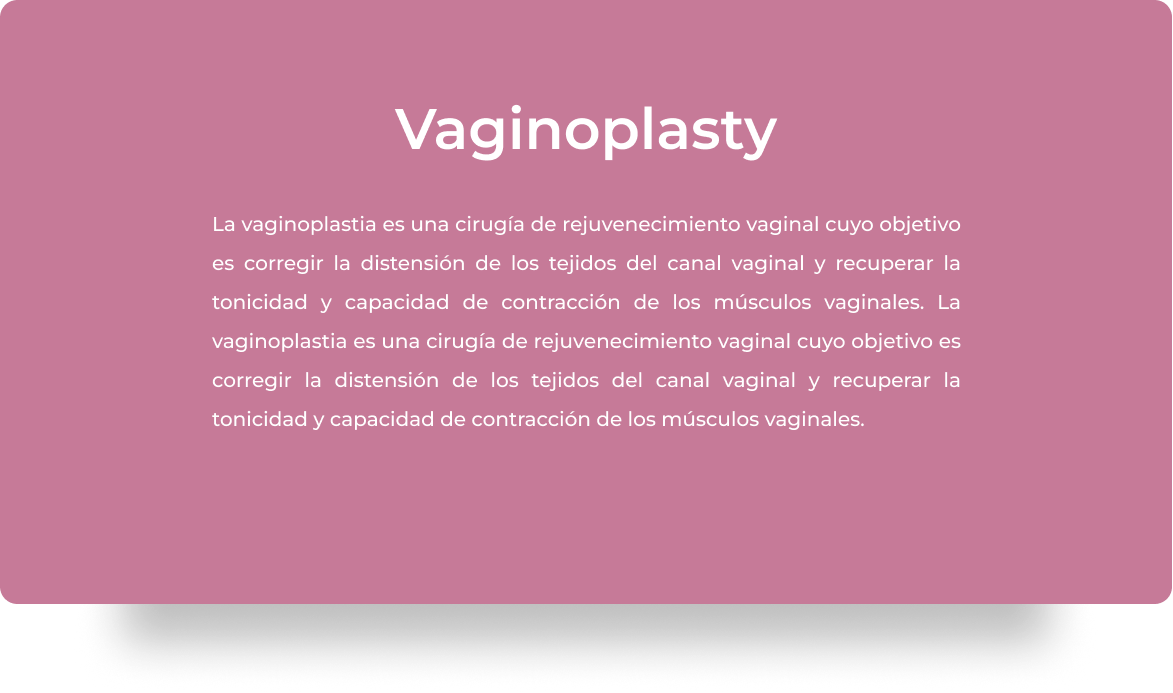 Vaginoplasty
La vaginoplastia es una cirugía de rejuvenecimiento vaginal cuyo objetivo
es corregir la distensión de los tejidos del canal vaginal y recuperar la
tonicidad y capacidad de contracción de los músculos vaginales. La
vaginoplastia es una cirugía de rejuvenecimiento vaginal cuyo objetivo es
corregir la distensión de los tejidos del canal vaginal y recuperar la
tonicidad y capacidad de contracción de los músculos vaginales.